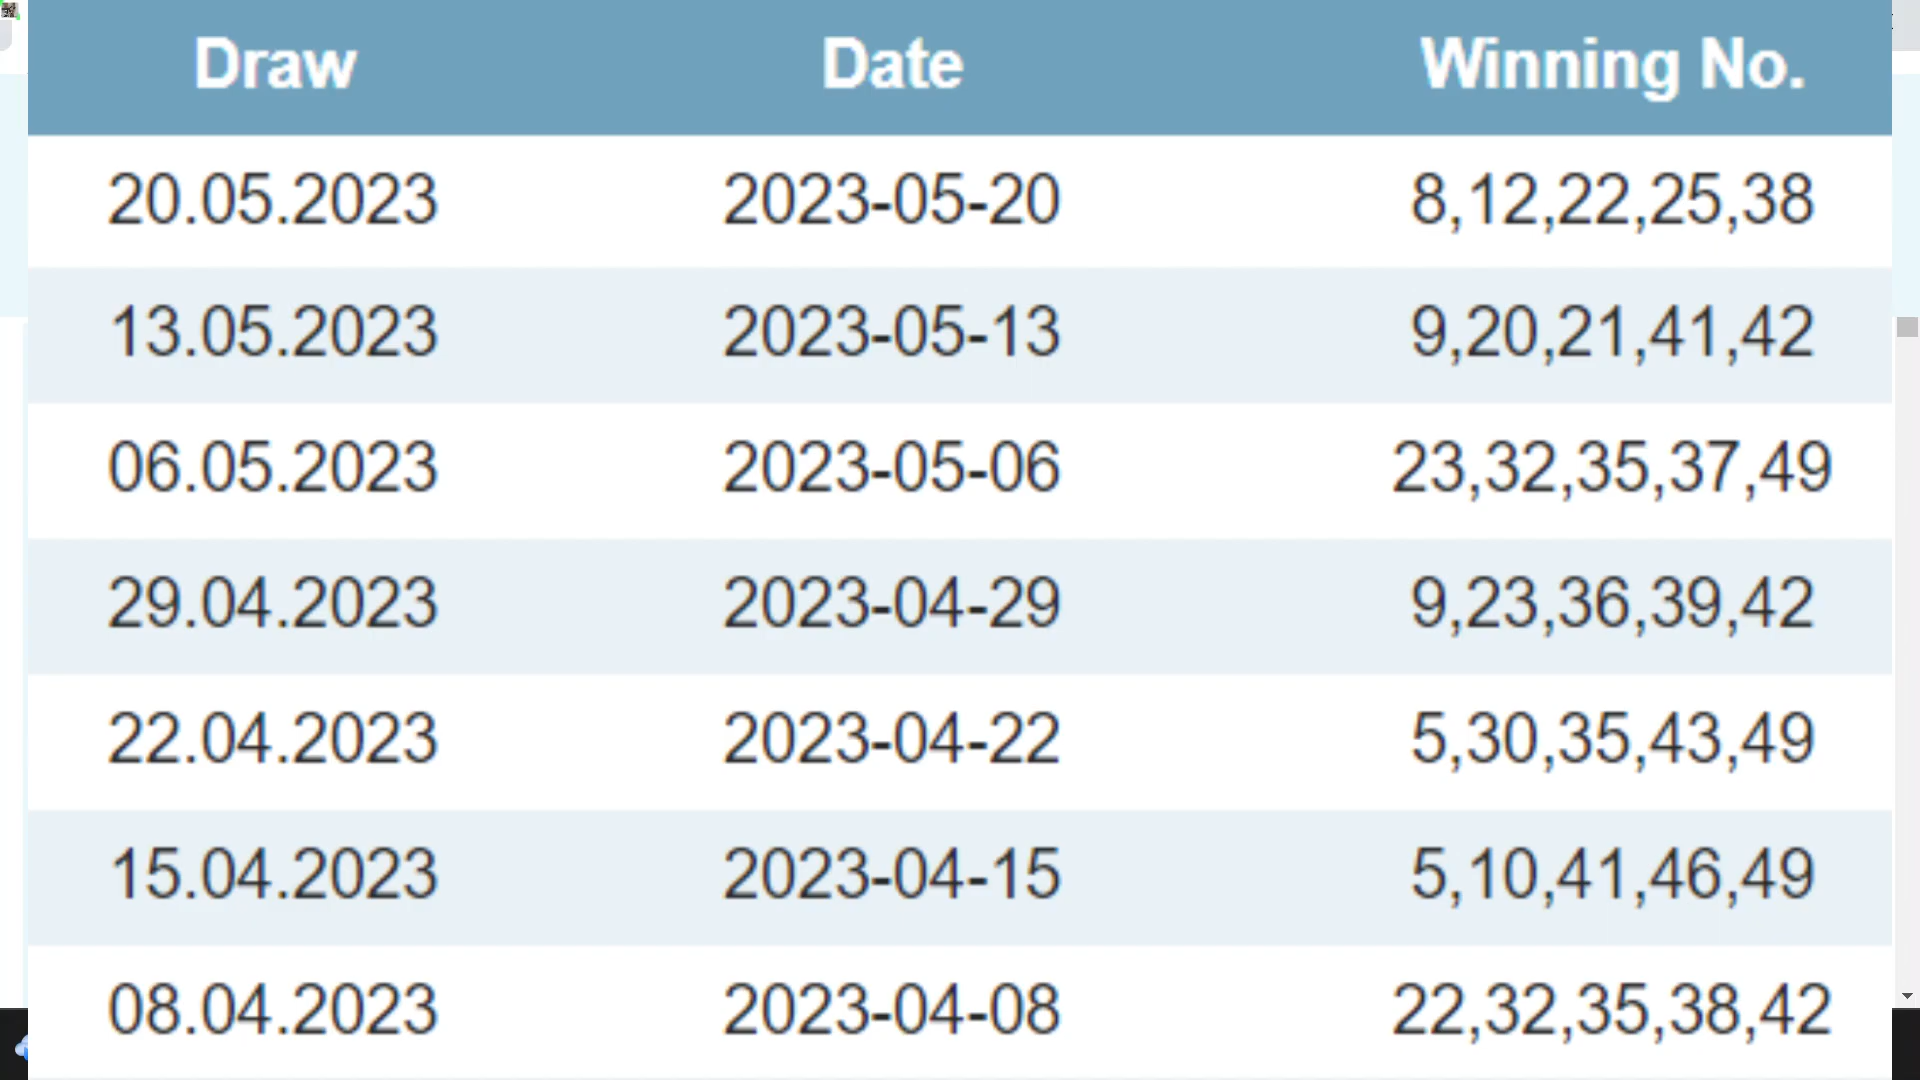 Draw Date Winning No.
20.05.2023 2023-05-20 8,12,22,25,38
13.05.2023 2023-05-13 9,20,21,41,42
06.05.2023 2023-05-06 23,32,35,37,49
29.04.2023 2023-04-29 9,23,36,39,42
22.04.2023 2023-04-22 5,30,35,43,49
15.04.2023 2023-04-15 5,10,41,46,49
08.04.2023 2023-04-08 22,32,35,38,42